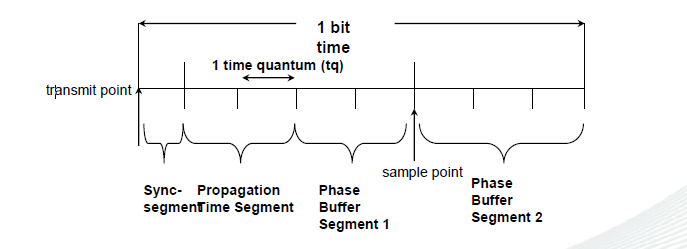 1 bit
time
1 time quantum (tq)
transmit point
sample point
Sync-
segment
Propagation
Time Segment
Phase
Buffer
Segment 1
Phase
Buffer
Segment 2